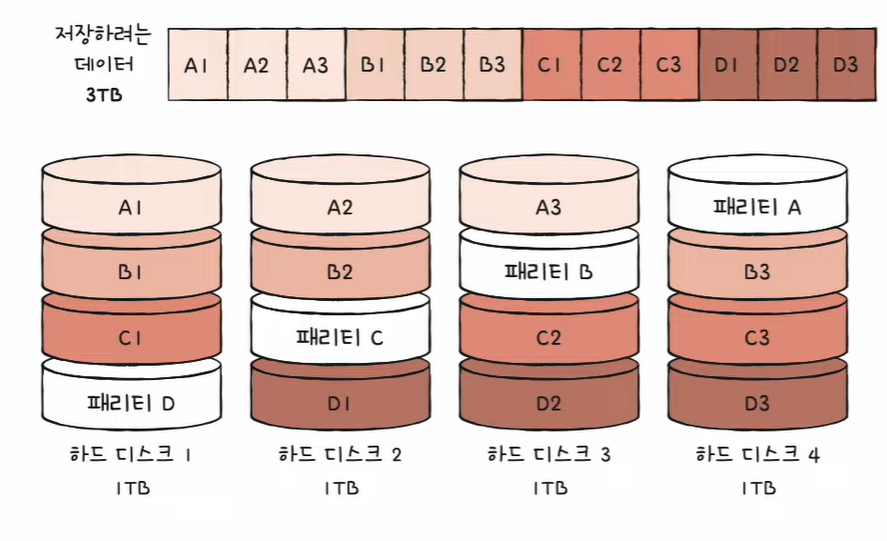 저장하려는
데이터
3TB
A1 A2 A3 B1 B2 B3 C1 C2 C3 D1 D2 D3
A1
B1
C1
패리티 D
하드 디스크 1
1TB
A2
B2
패리티 C
D1
하드 디스크 2
1TB
A3
패리티 B
C2
D2
하드 디스크 3
1TB
패리티 A
B3
C3
D3
하드 디스크 4
1TB